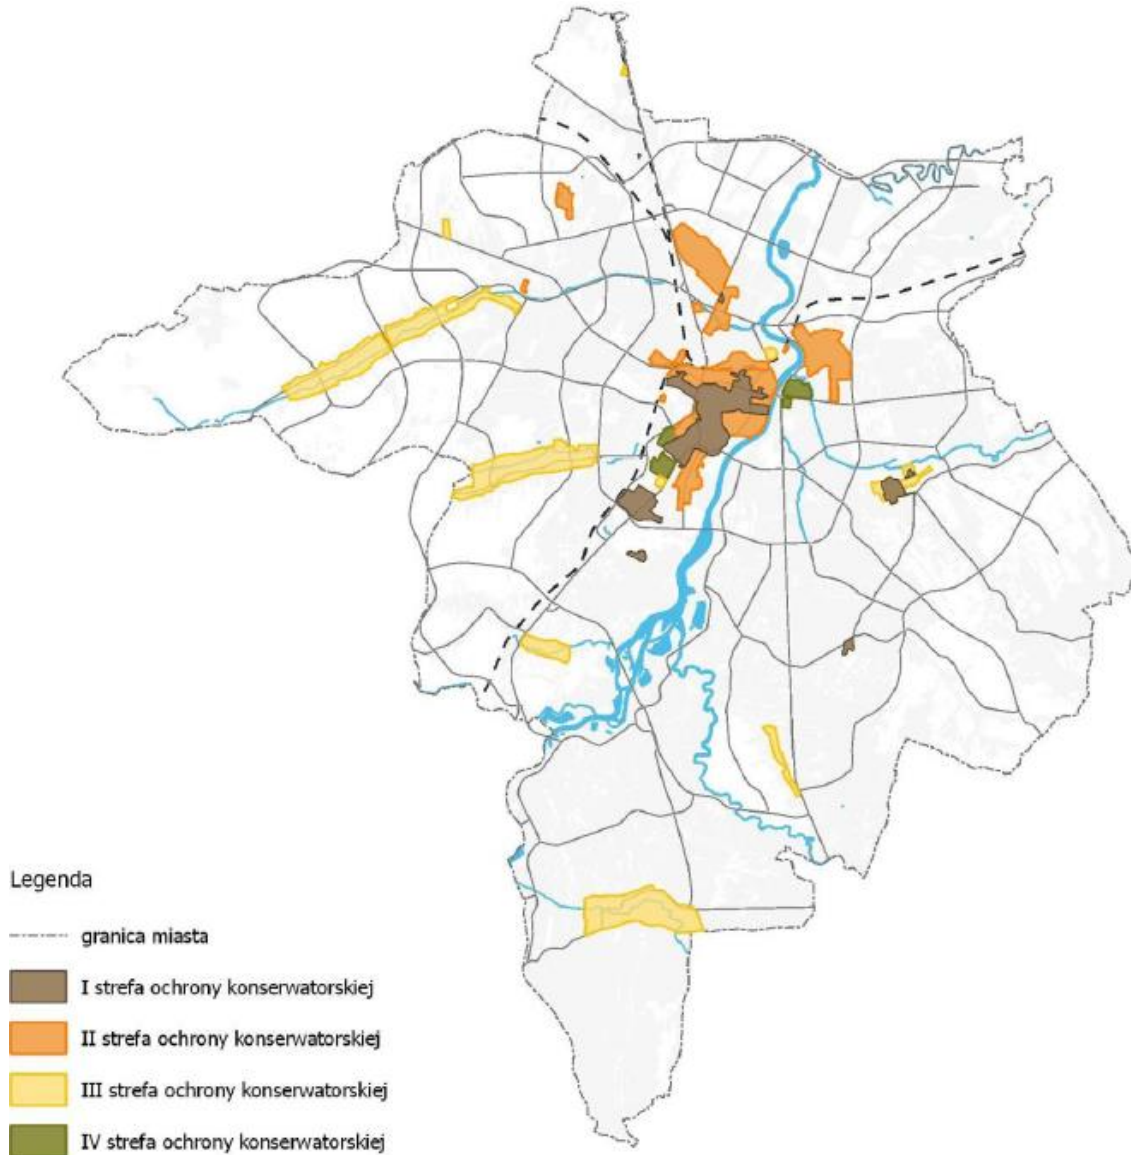 Legenda
granica miasta
I strefa ochrony konserwatorskiej
II strefa ochrony konserwatorskiej
III strefa ochrony konserwatorskiej
IV strefa ochrony konserwatorskiej